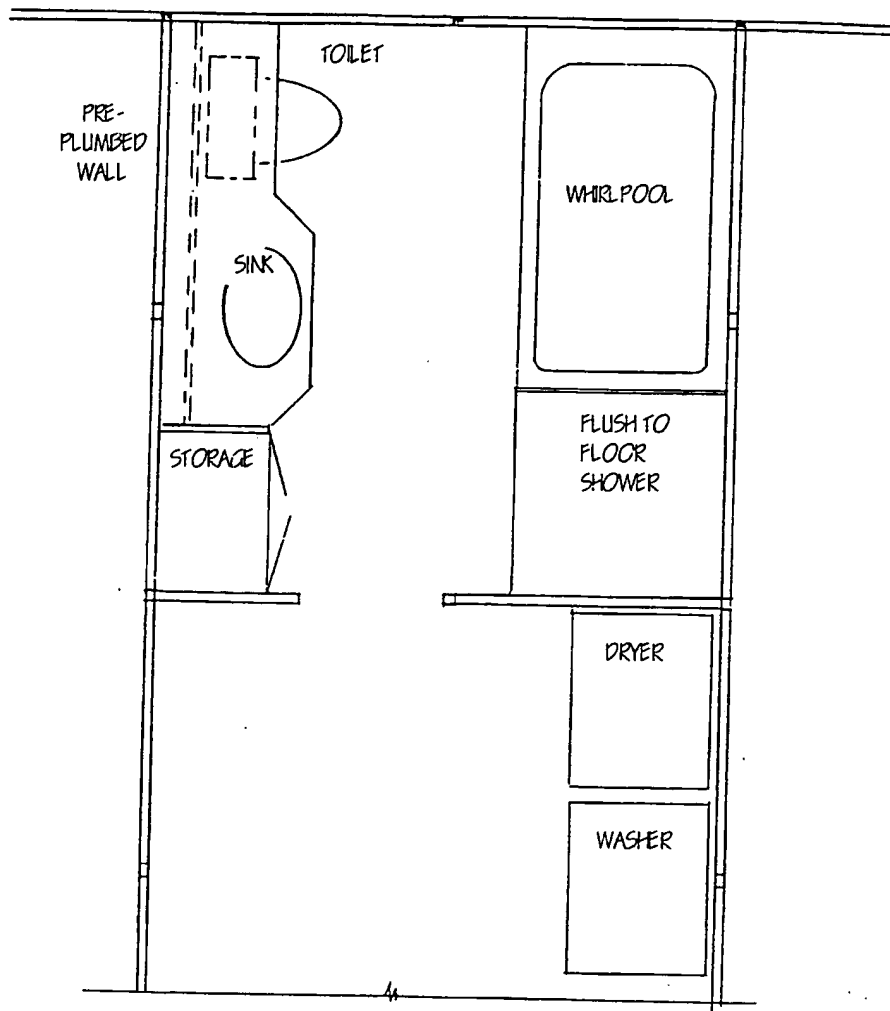 TOILET
PRE-
PLUMBED
WALL
WHIRLPOOL
SINK
FLUSH TO
FLOOR
SHOWER
STORAGE
DRYER
WASHER